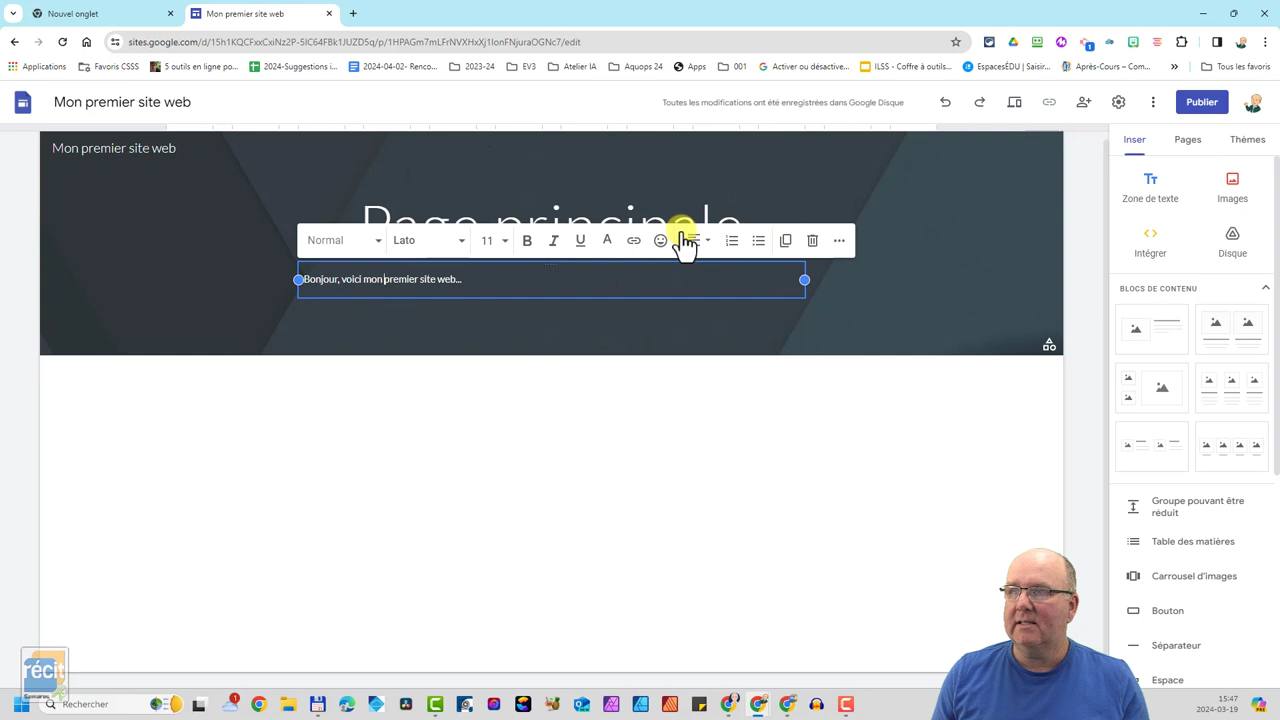 Nouvel onglet
Mon premier site web
sites.google.com/d/15h1KQCFxxCxiNz2P-5IC64FBk1JUZD5q/p/1HPAGm7mLFrNVXHxXj1IonFNjuraOGNc7/edit
Applications
Favoris CSSS
5 outils en ligne po...
2024-Suggestions i...
2024-04-02- Renco...
2023-24
EV3
Atelier IA
Aquops 24
Apps
001
Activer ou désactive...
ILSS - Coffre à outils...
EspacesÉDU | Saisir...
Après-Cours – Com...
Tous les favoris
Mon premier site web
Toutes les modifications ont été enregistrées dans Google Disque
Publier
Inser
Pages
Thèmes
Mon premier site web
Page principale
Normal
Lato
11
Bonjour, voici mon premier site web...
Zone de texte
Images
Intégrer
Disque
BLOCS DE CONTENU
Groupe pouvant être
réduit
Table des matières
Carrousel d'images
Bouton
Séparateur
Espace
récit
Rechercher
15:47
2024-03-19